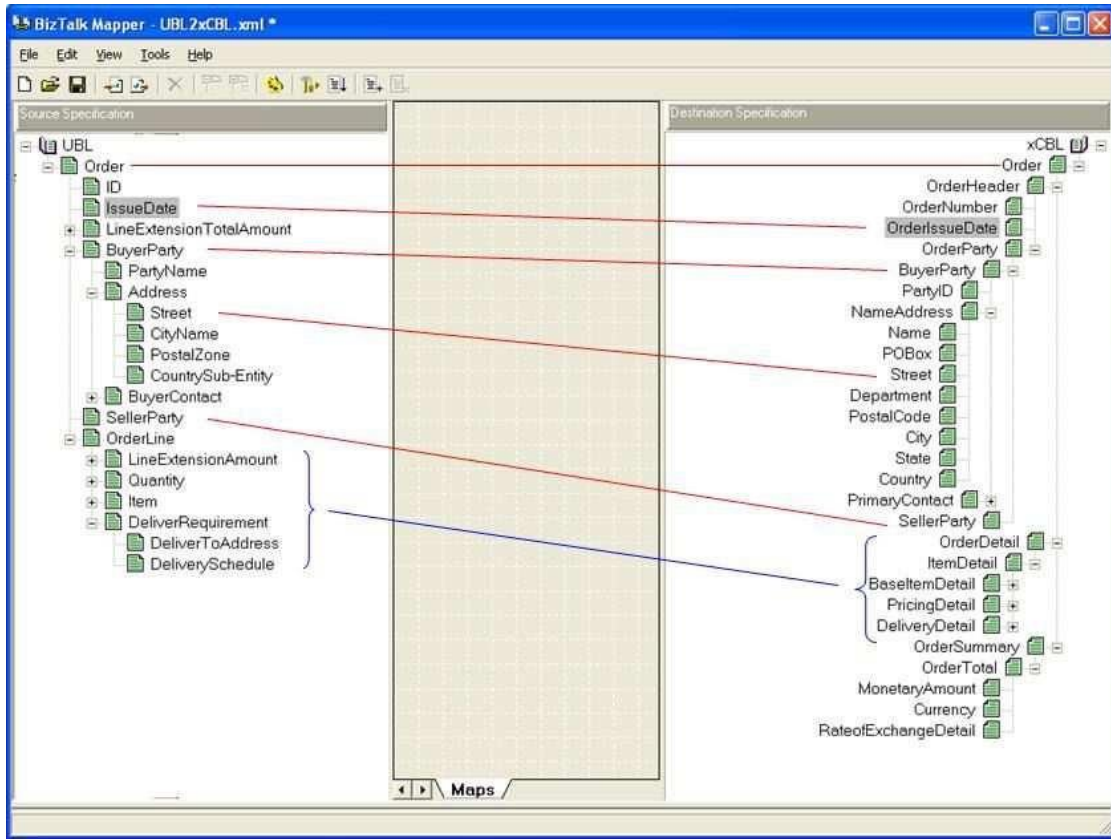 BizTalk Mapper - UBL2xCBL.xml *
File Edit View Tools Help
Source Specification
UBL
Order
ID
IssueDate
LineExtensionTotalAmount
BuyerParty
PartyName
Address
Street
CityName
PostalZone
CountrySub-Entity
BuyerContact
SellerParty
OrderLine
LineExtensionAmount
Quantity
Item
DeliverRequirement
DeliverToAddress
DeliverySchedule
Maps
Destination Specification
xCBL
Order
OrderHeader
OrderNumber
OrderIssueDate
OrderParty
BuyerParty
PartyID
NameAddress
Name
POBox
Street
Department
PostalCode
City
State
Country
PrimaryContact
SellerParty
OrderDetail
ItemDetail
BaseItemDetail
PricingDetail
DeliveryDetail
OrderSummary
OrderTotal
MonetaryAmount
Currency
RateofExchangeDetail